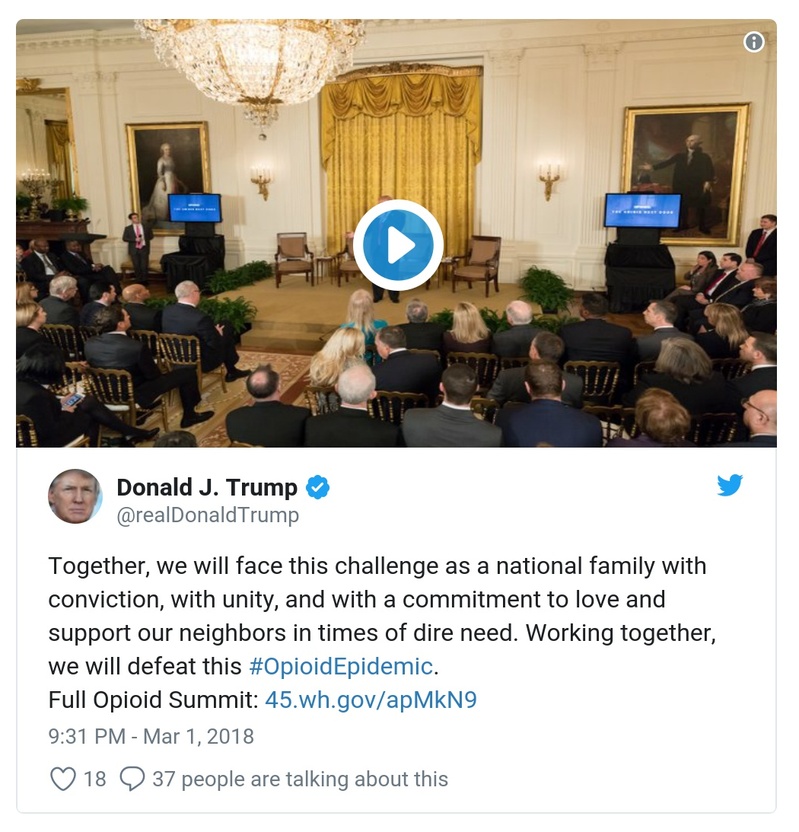 Donald J. Trump
@realDonaldTrump
Together, we will face this challenge as a national family with
conviction, with unity, and with a commitment to love and
support our neighbors in times of dire need. Working together,
we will defeat this #OpioidEpidemic.
Full Opioid Summit: 45.wh.gov/apMkN9
9:31 PM - Mar 1, 2018
18 37 people are talking about this